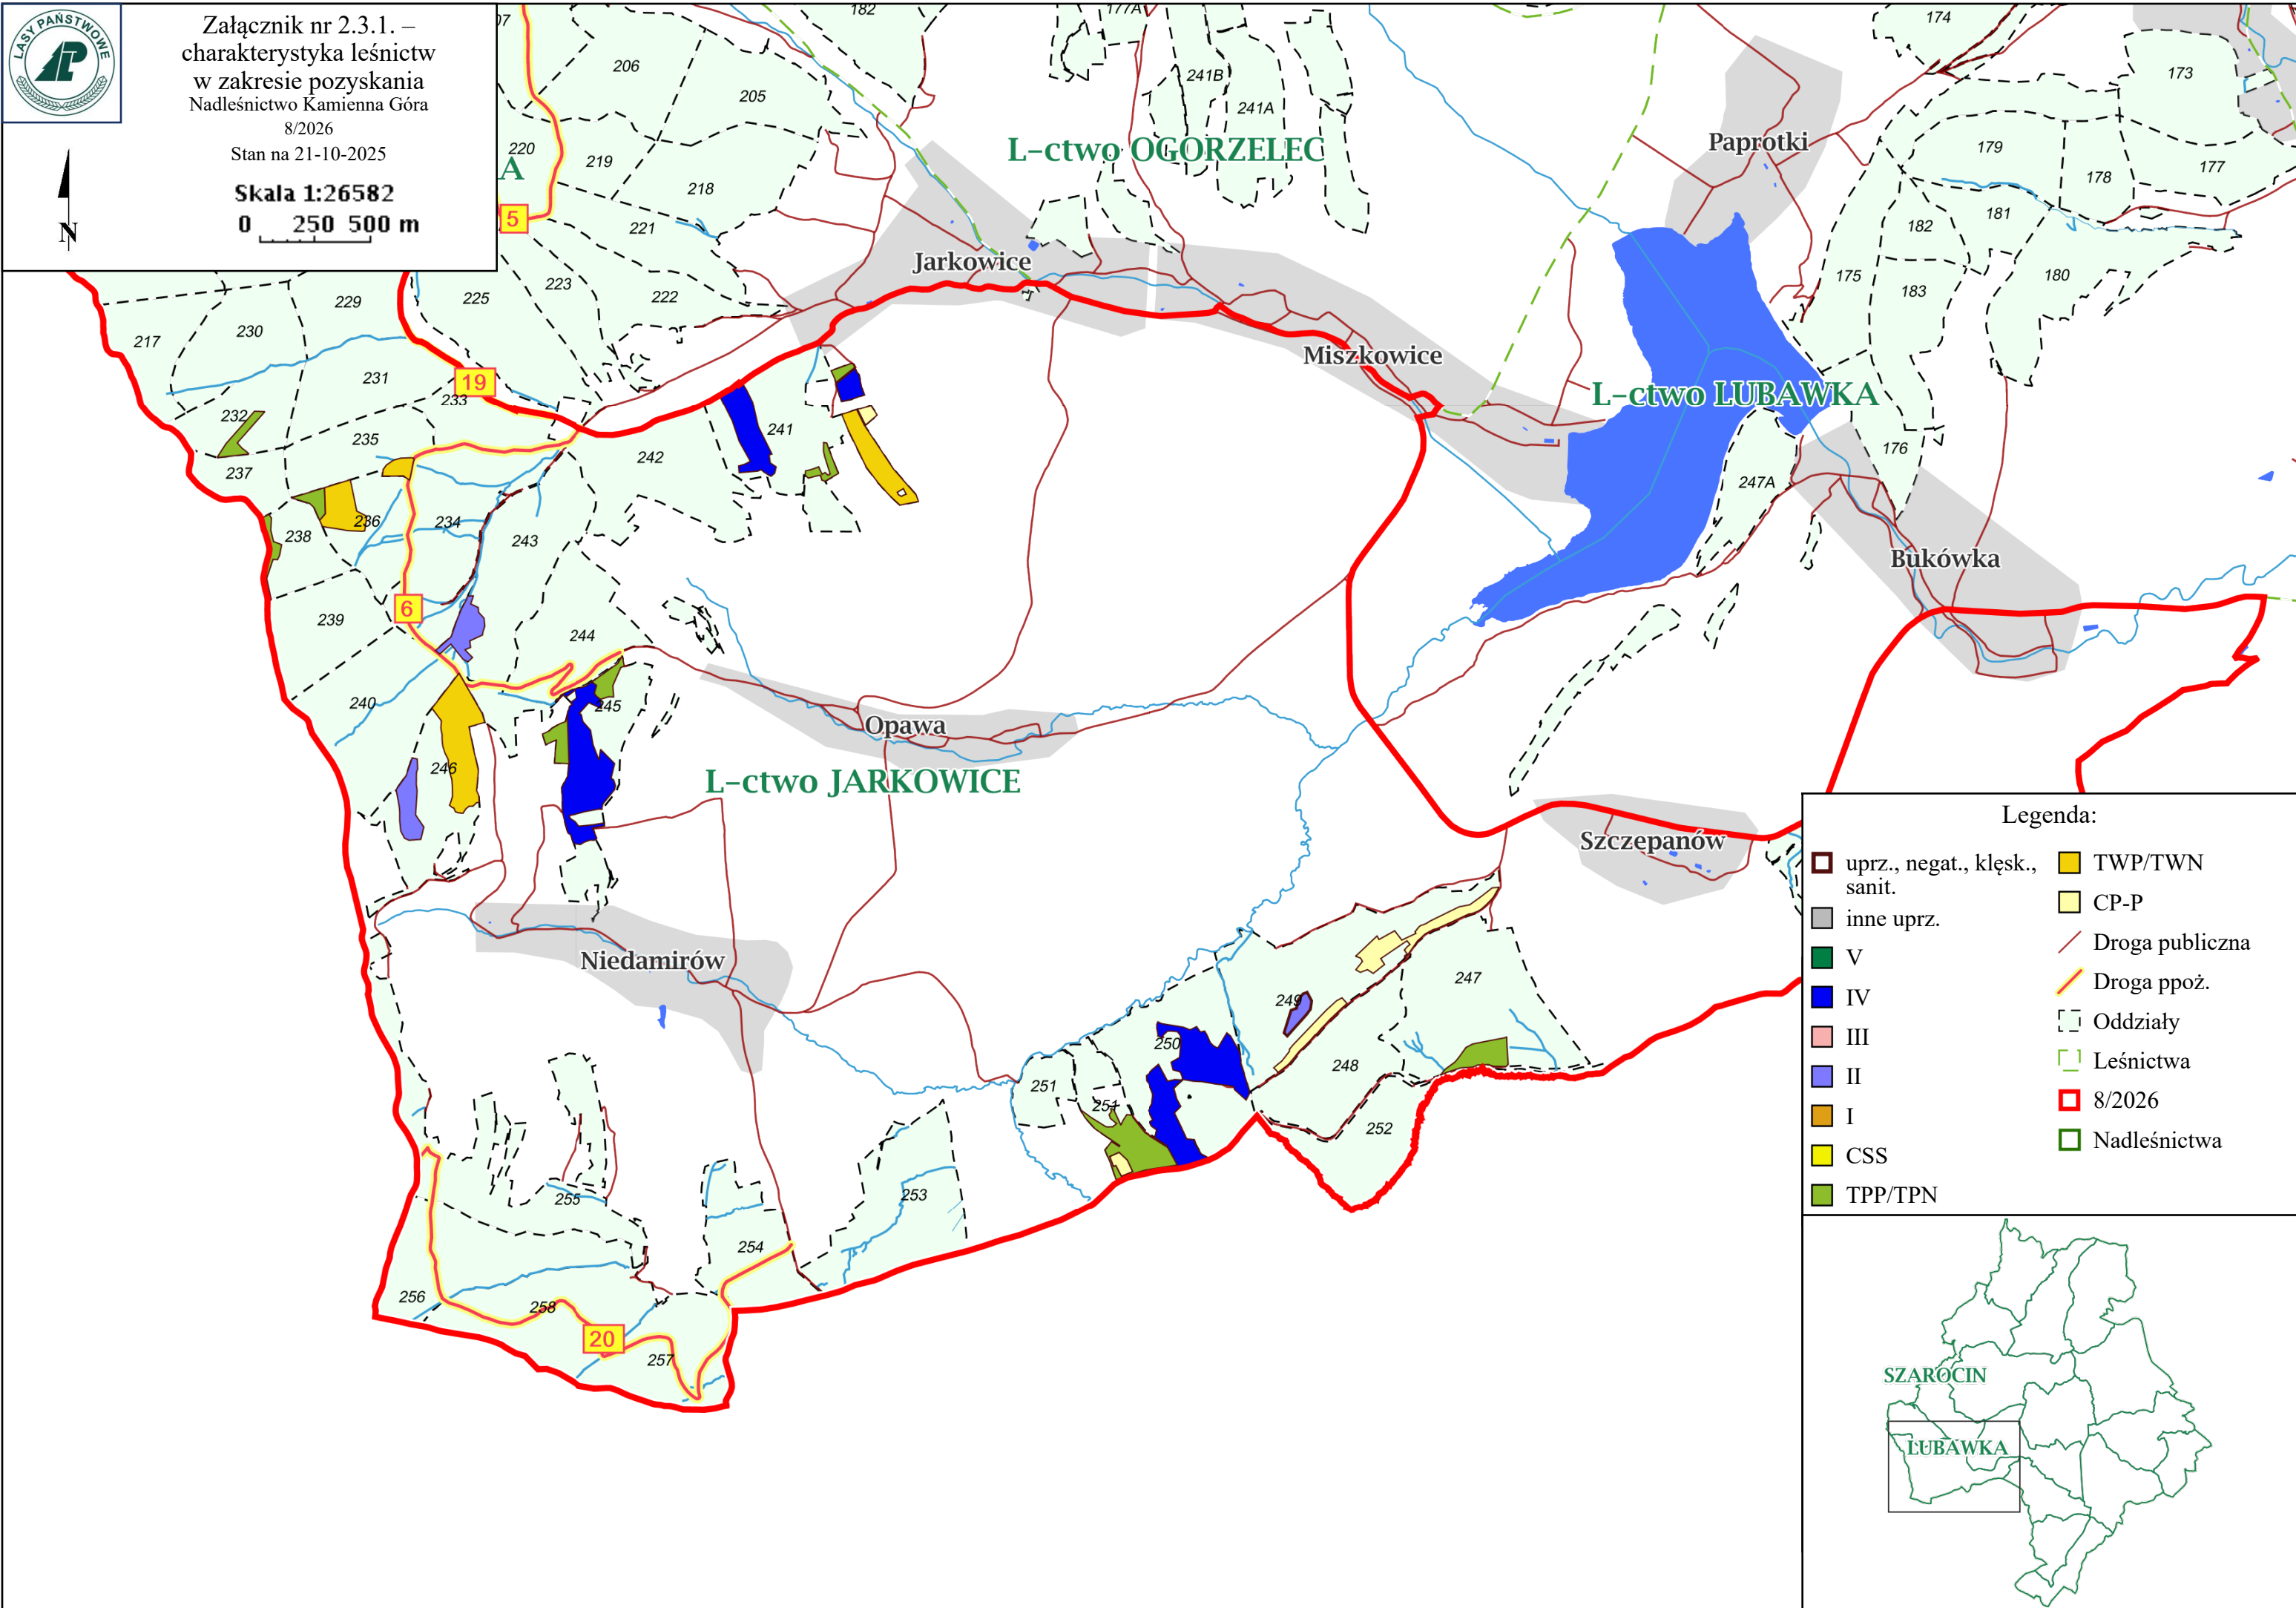 LASY PAŃSTWOWE
Załącznik nr 2.3.1. –
charakterystyka leśnictw
w zakresie pozyskania
Nadleśnictwo Kamienna Góra
8/2026
Stan na 21-10-2025
Skala 1:26582
0 250 500 m
N
07
182
177A
174
206
205
241B
241A
173
220
219
218
A
5
L-ctwo OGORZELEC
Paprotki
179
178
177
221
182
181
Jarkowice
223
222
225
229
175
183
180
217
230
Miszkowice
231
19
233
L-ctwo LUBAWKA
232
235
241
242
237
176
247A
236
234
238
243
Bukówka
6
239
244
240
245
Opawa
246
L-ctwo JARKOWICE
Szczepanów
Niedamirów
247
249
250
248
251
251
252
255
253
254
256
258
20
257
Legenda:
uprz., negat., klęsk.,
sanit.
inne uprz.
V
IV
III
II
I
CSS
TPP/TPN
TWP/TWN
CP-P
Droga publiczna
Droga ppoż.
Oddziały
Leśnictwa
8/2026
Nadleśnictwa
SZAROCIN
LUBAWKA